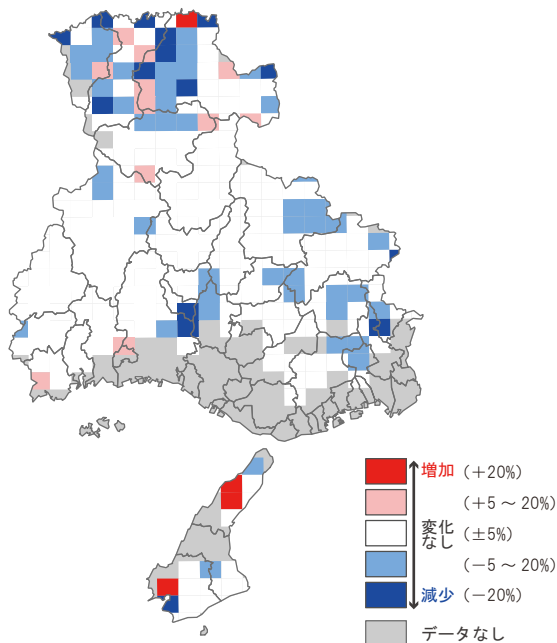 増加 (＋20%)
(＋5 ～ 20%)
変化
なし (±5%)
(－5 ～ 20%)
減少 (－20%)
データなし